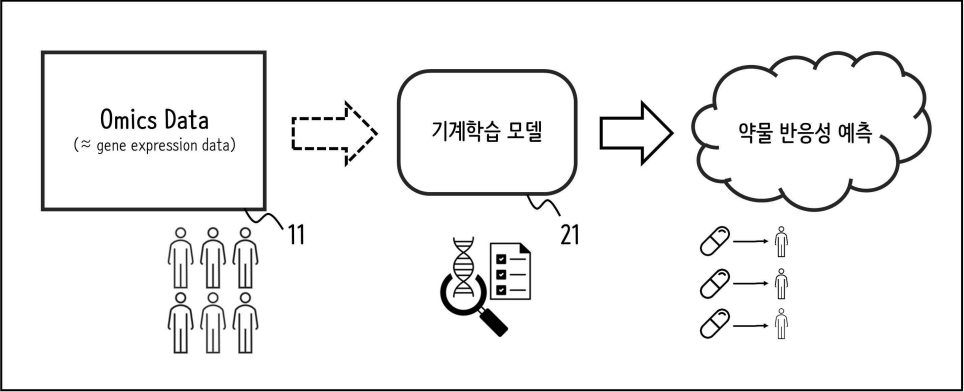 Omics Data
(≈ gene expression data)
11
기계학습 모델
21
약물 반응성 예측